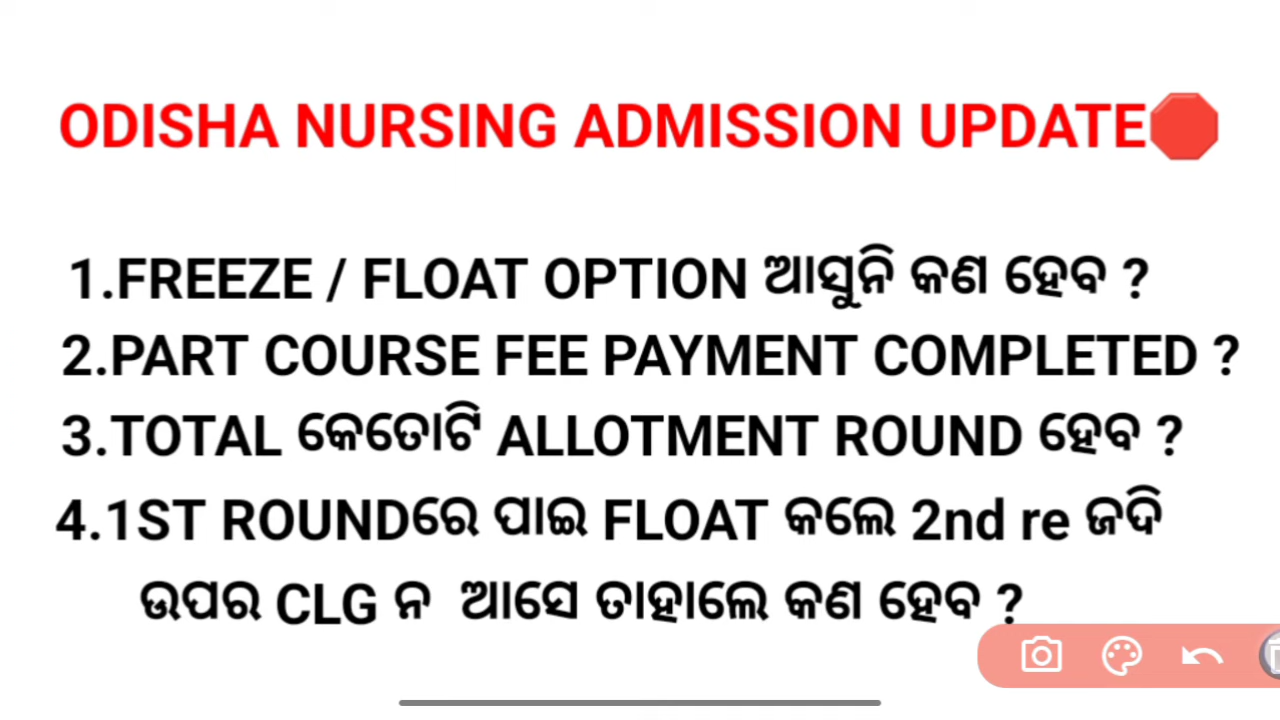 ODISHA NURSING ADMISSION UPDATE🛑
1.FREEZE / FLOAT OPTION ଆସୁନି କଣ ହେବ ?
2.PART COURSE FEE PAYMENT COMPLETED ?
3.TOTAL କେତୋଟି ALLOTMENT ROUND ହେବ ?
4.1ST ROUNDରେ ପାଇ FLOAT କଲେ 2nd re ଜଦି
ଉପର CLG ନ ଆସେ ତାହାଲେ କଣ ହେବ ?